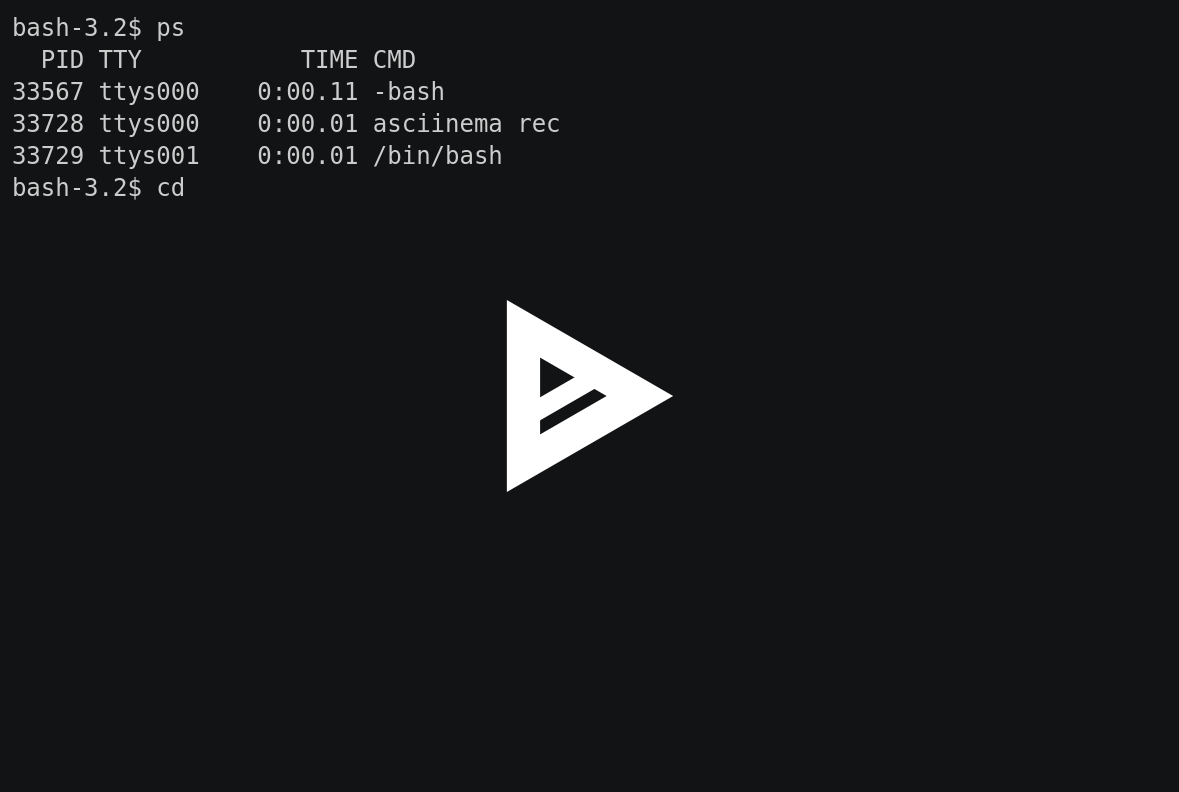 bash-3.2$ ps
  PID TTY           TIME CMD
33567 ttys000    0:00.11 -bash
33728 ttys000    0:00.01 asciinema rec
33729 ttys001    0:00.01 /bin/bash
bash-3.2$ cd